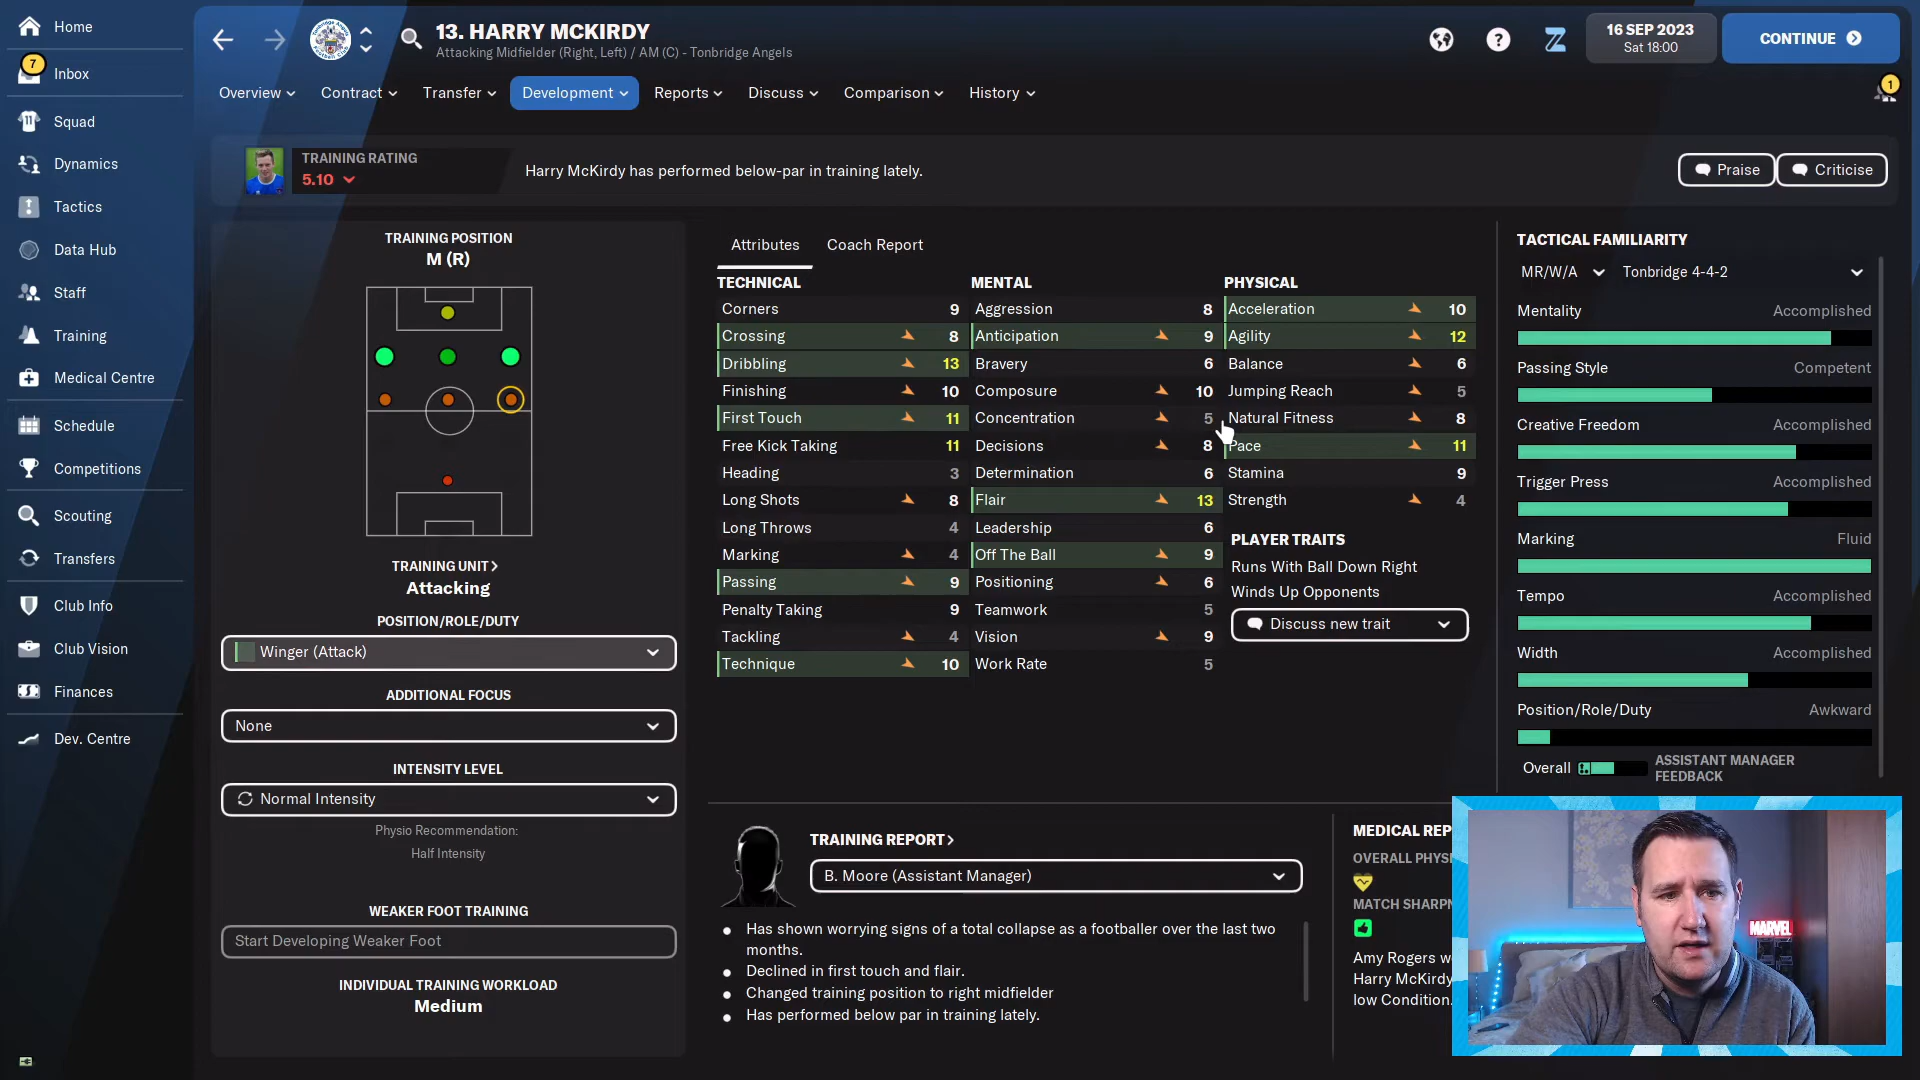 Home
7
Inbox
Squad
Dynamics
Tactics
Data Hub
Staff
Training
Medical Centre
Schedule
Competitions
Scouting
Transfers
Club Info
Club Vision
Finances
Dev. Centre
13. HARRY MCKIRDY
Attacking Midfielder (Right, Left) / AM (C) - Tonbridge Angels
16 SEP 2023
Sat 18:00
CONTINUE
Overview
Contract
Transfer
Development
Reports
Discuss
Comparison
History
1
TRAINING RATING
5.10
Harry McKirdy has performed below-par in training lately.
Praise
Criticise
TRAINING POSITION
M (R)
TRAINING UNIT>
Attacking
POSITION/ROLE/DUTY
Winger (Attack)
ADDITIONAL FOCUS
None
INTENSITY LEVEL
Normal Intensity
Physio Recommendation:
Half Intensity
WEAKER FOOT TRAINING
Start Developing Weaker Foot
INDIVIDUAL TRAINING WORKLOAD
Medium
Attributes
Coach Report
TECHNICAL
Corners 9
Crossing 8
Dribbling 13
Finishing 10
First Touch 11
Free Kick Taking 11
Heading 3
Long Shots 8
Long Throws 4
Marking 4
Passing 9
Penalty Taking 9
Tackling 4
Technique 10
MENTAL
Aggression 8
Anticipation 9
Bravery 6
Composure 10
Concentration 5
Decisions 8
Determination 6
Flair 13
Leadership 6
Off The Ball 9
Positioning 6
Teamwork 5
Vision 9
Work Rate 5
PHYSICAL
Acceleration 10
Agility 12
Balance 6
Jumping Reach 5
Natural Fitness 8
Pace 11
Stamina 9
Strength 4
PLAYER TRAITS
Runs With Ball Down Right
Winds Up Opponents
Discuss new trait
TACTICAL FAMILIARITY
MR/W/A
Tonbridge 4-4-2
Mentality Accomplished
Passing Style Competent
Creative Freedom Accomplished
Trigger Press Accomplished
Marking Fluid
Tempo Accomplished
Width Accomplished
Position/Role/Duty Awkward
Overall
ASSISTANT MANAGER
FEEDBACK
TRAINING REPORT>
B. Moore (Assistant Manager)
Has shown worrying signs of a total collapse as a footballer over the last two
months.
Declined in first touch and flair.
Changed training position to right midfielder
Has performed below par in training lately.
MEDICAL
OVERALL
MATCH
Amy Rogers
Harry McKirdy
low Condition.
MARVEL